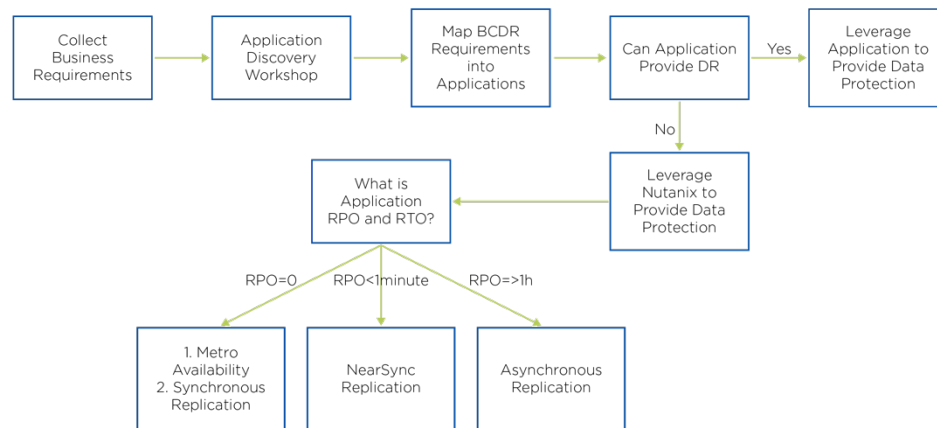 Collect
Business
Requirements
Application
Discovery
Workshop
Map BCDR
Requirements
into
Applications
Can Application
Provide DR
Yes
Leverage
Application to
Provide Data
Protection
No
Leverage
Nutanix to
Provide Data
Protection
What is
Application
RPO and RTO?
RPO=0
RPO<1minute
RPO=>1h
1. Metro
Availability
2. Synchronous
Replication
NearSync
Replication
Asynchronous
Replication